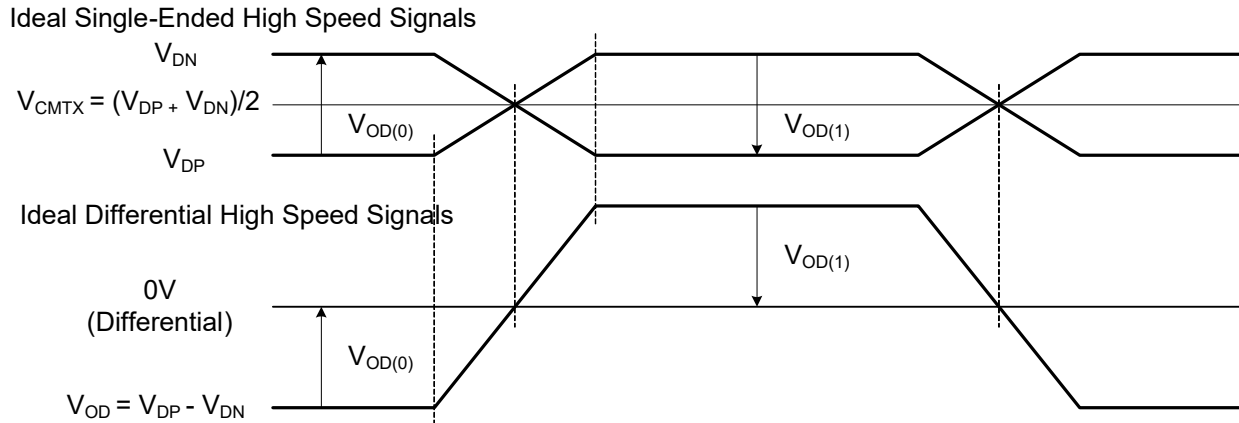 Ideal Single-Ended High Speed Signals
V_DN
V_CMTX = (V_DP + V_DN)/2
V_OD(0)
V_OD(1)
V_DP
Ideal Differential High Speed Signals
V_OD(1)
0V
(Differential)
V_OD(0)
V_OD = V_DP - V_DN